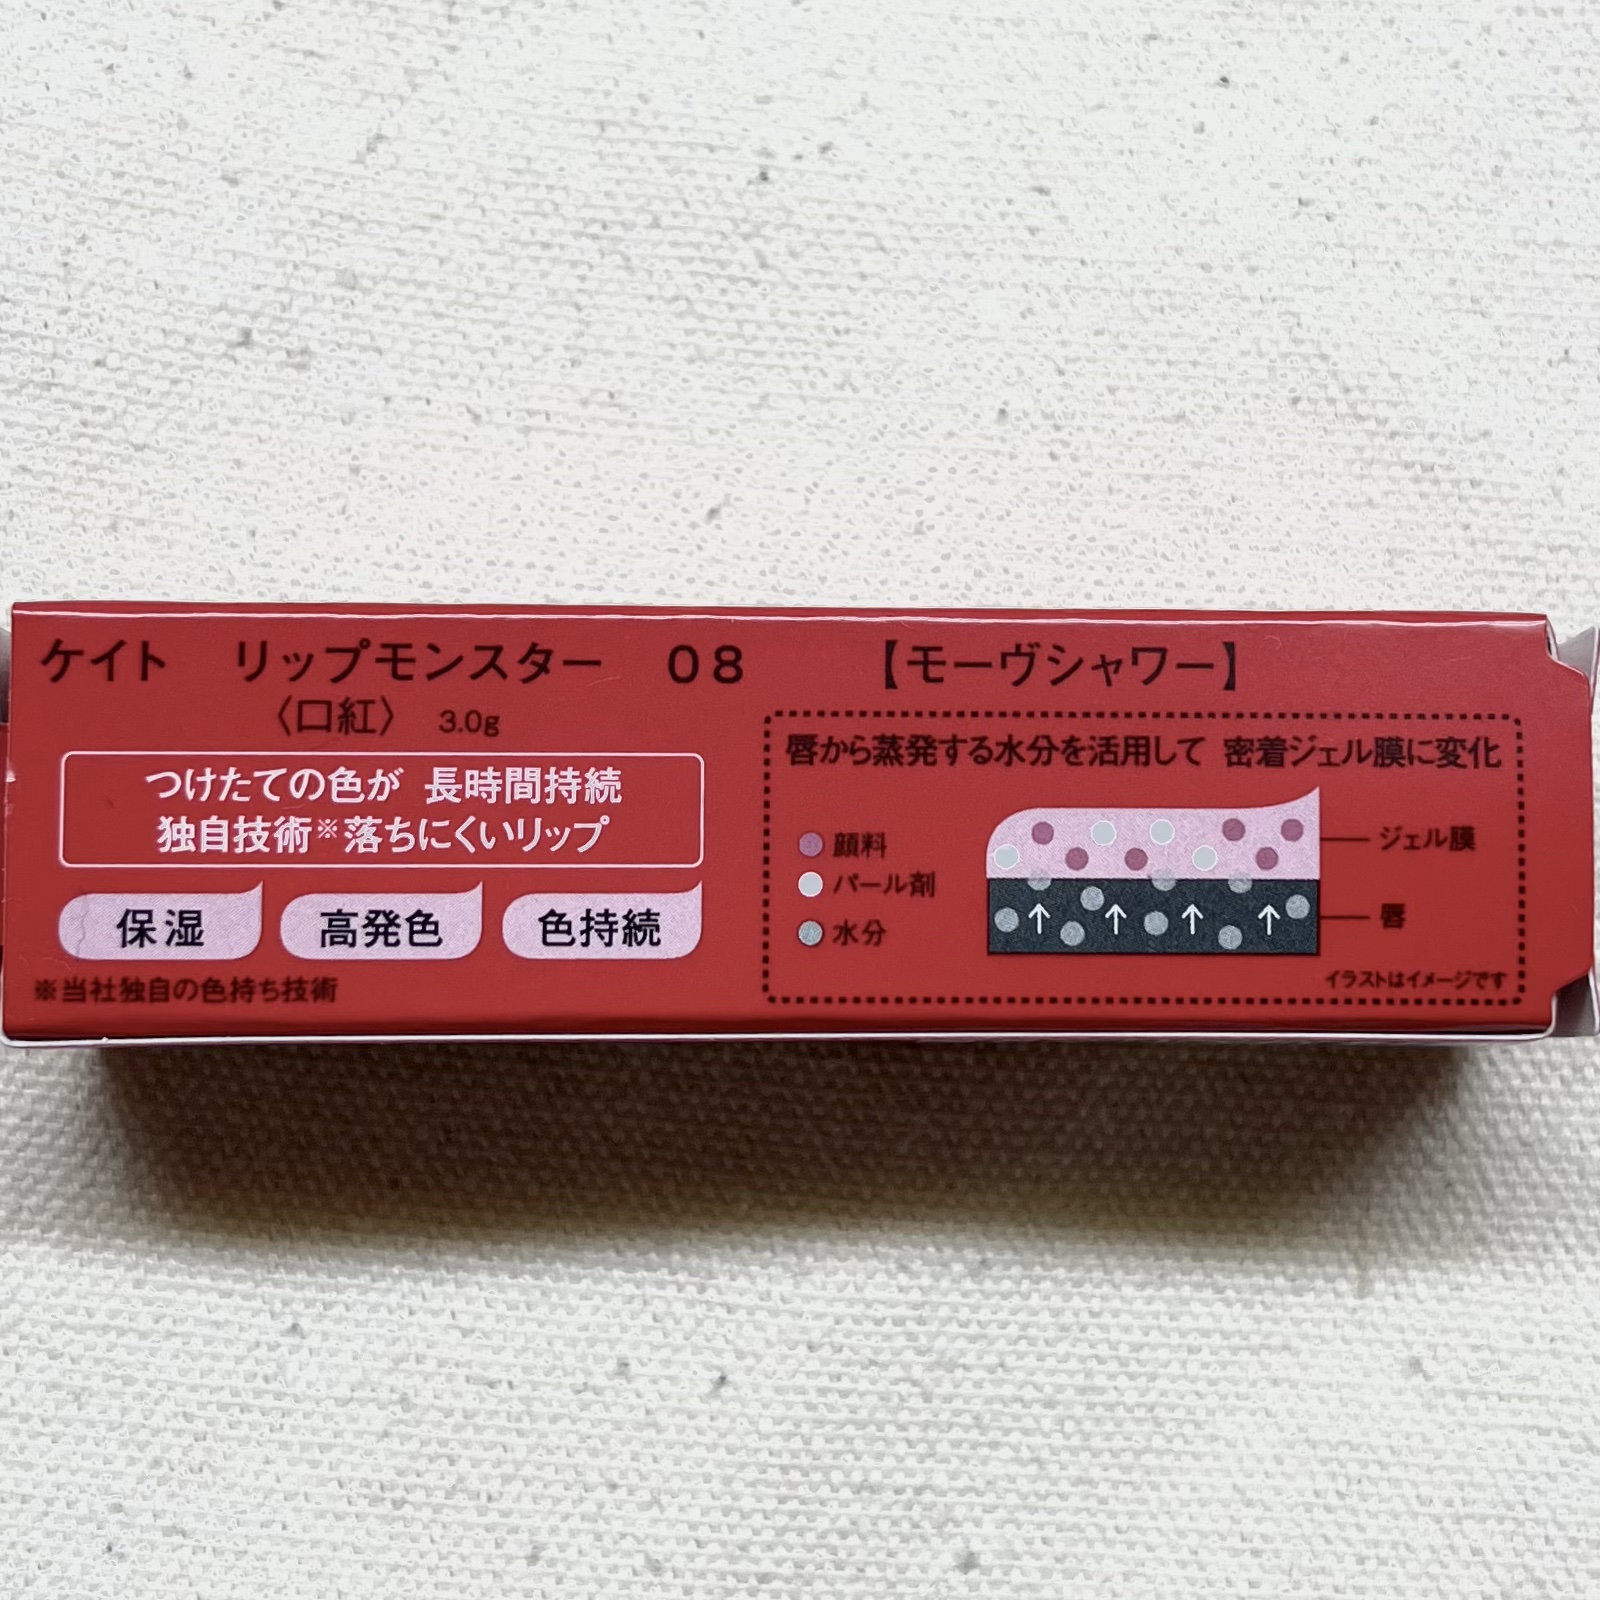 ケイト　リップモンスター　08　【モーヴシャワー】
〈口紅〉 3.0g
つけたての色が 長時間持続
独自技術※落ちにくいリップ
保湿 高発色 色持続
※当社独自の色持ち技術
唇から蒸発する水分を活用して 密着ジェル膜に変化
顔料
パール剤
水分
ジェル膜
唇
イラストはイメージです